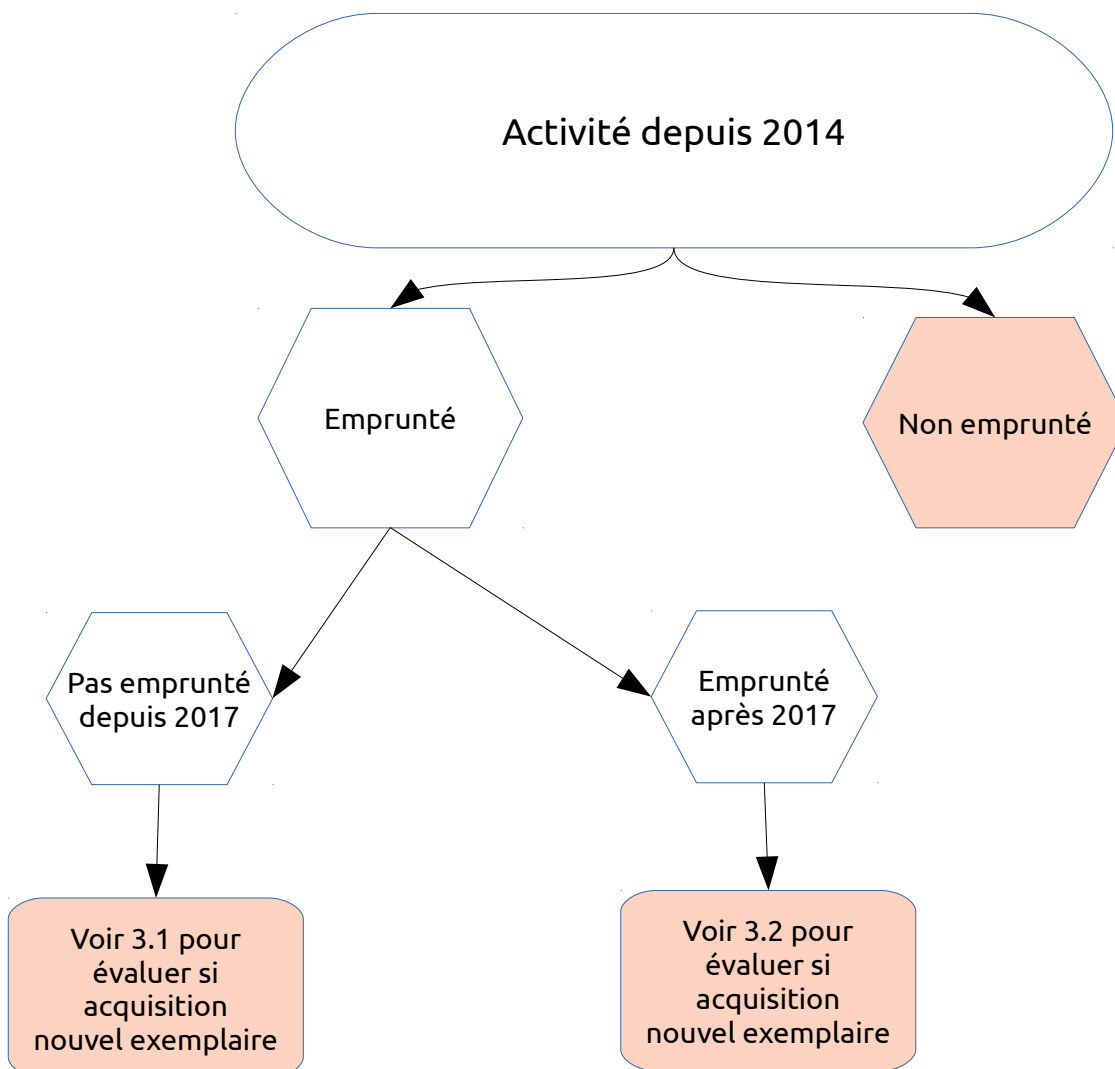 Activité depuis 2014
Emprunté
Non emprunté
Pas emprunté
depuis 2017
Emprunté
après 2017
Voir 3.1 pour
évaluer si
acquisition
nouvel exemplaire
Voir 3.2 pour
évaluer si
acquisition
nouvel exemplaire